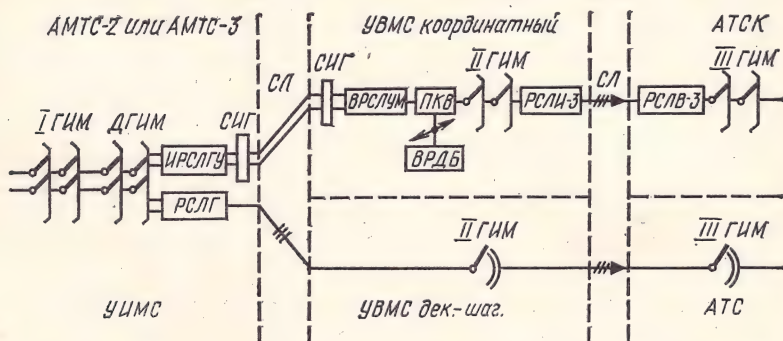 АМТС-2 или АМТС-3
УВМС координатный
АТСК
СИГ
II ГИМ
III ГИМ
СЛ
СЛ
ВРСЛУМ
ПКВ
РСЛИ-3
РСЛВ-3
I ГИМ
ДГИМ
СИГ
ИРСЛГУ
ВРДБ
РСЛГ
II ГИМ
III ГИМ
УИМС
УВМС дек.-шаг.
АТС